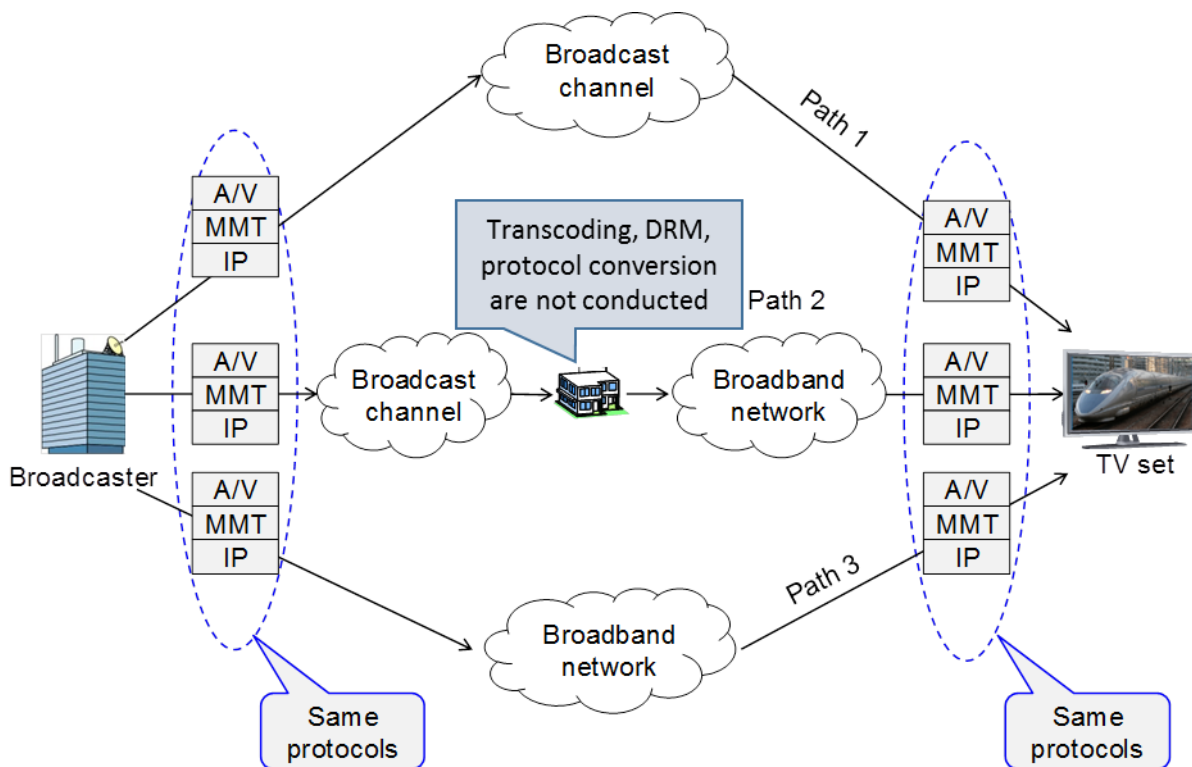 Broadcast
channel
Path 1
A/V
MMT
IP
A/V
MMT
IP
Transcoding, DRM,
protocol conversion
are not conducted
Path 2
A/V
MMT
IP
Broadcast
channel
Broadband
network
A/V
MMT
IP
Broadcaster
TV set
A/V
MMT
IP
A/V
MMT
IP
Path 3
Broadband
network
Same
protocols
Same
protocols